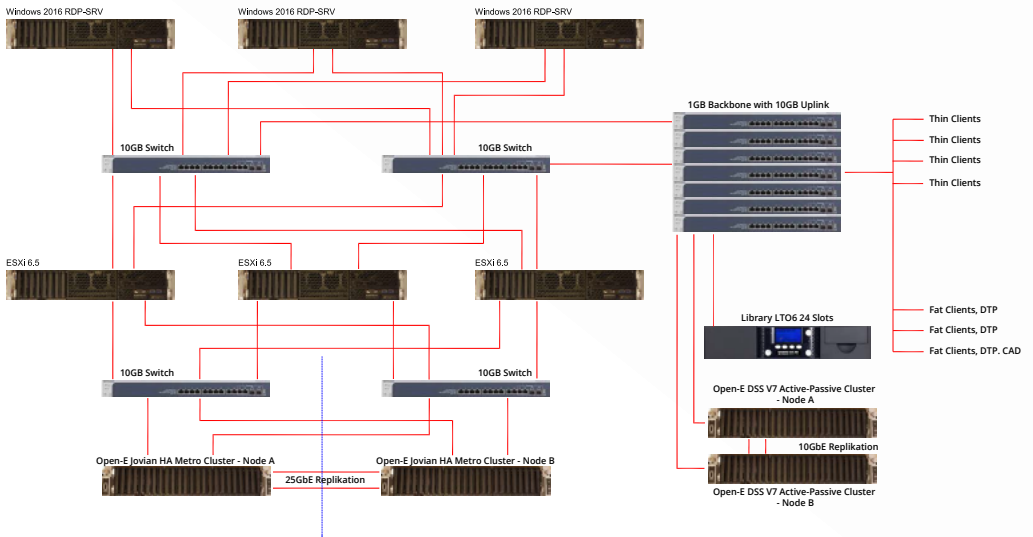 Windows 2016 RDP-SRV
Windows 2016 RDP-SRV
Windows 2016 RDP-SRV
1GB Backbone with 10GB Uplink
Thin Clients
Thin Clients
Thin Clients
Thin Clients
10GB Switch
10GB Switch
ESXi 6.5
ESXi 6.5
ESXi 6.5
Library LTO6 24 Slots
Fat Clients, DTP
Fat Clients, DTP
Fat Clients, DTP. CAD
10GB Switch
10GB Switch
Open-E DSS V7 Active-Passive Cluster
- Node A
10GbE Replikation
Open-E DSS V7 Active-Passive Cluster
- Node B
Open-E Jovian HA Metro Cluster - Node A
Open-E Jovian HA Metro Cluster - Node B
25GbE Replikation